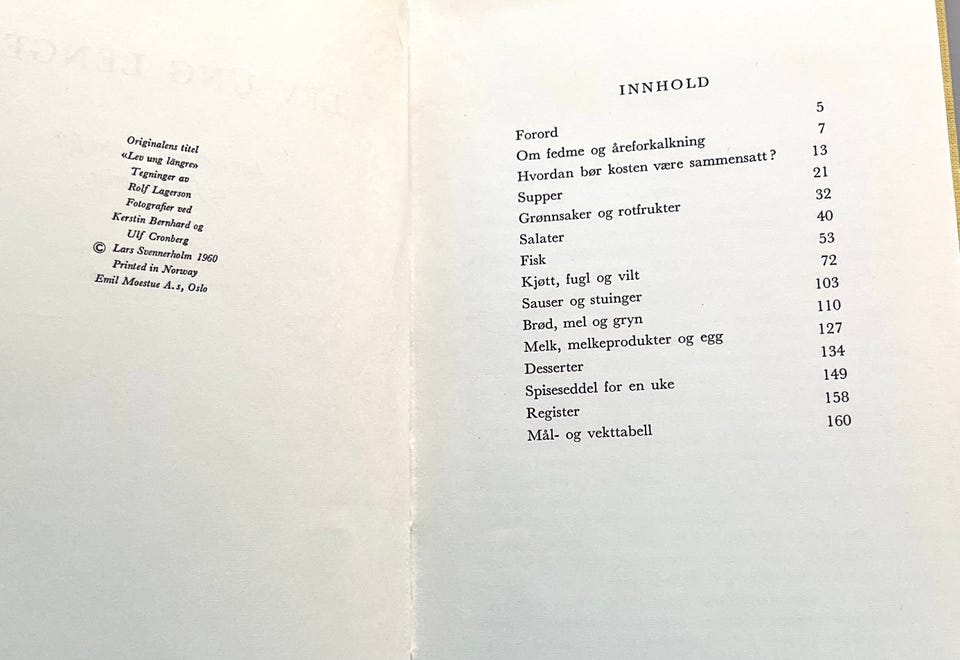 Originalens titel
«Lev ung längre»
Tegninger av
Rolf Lagerson
Fotografier ved
Kerstin Bernhard og
Ulf Cronberg
© Lars Svennerholm 1960
Printed in Norway
Emil Moestue A.s, Oslo
INNHOLD
Forord 5
Om fedme og åreforkalkning 7
Hvordan bør kosten være sammensatt? 13
Supper 21
Grønnsaker og rotfrukter 32
Salater 40
Fisk 53
Kjøtt, fugl og vilt 72
Sauser og stuinger 103
Brød, mel og gryn 110
Melk, melkeprodukter og egg 127
Desserter 134
Spiseseddel for en uke 149
Register 158
Mål- og vekttabell 160